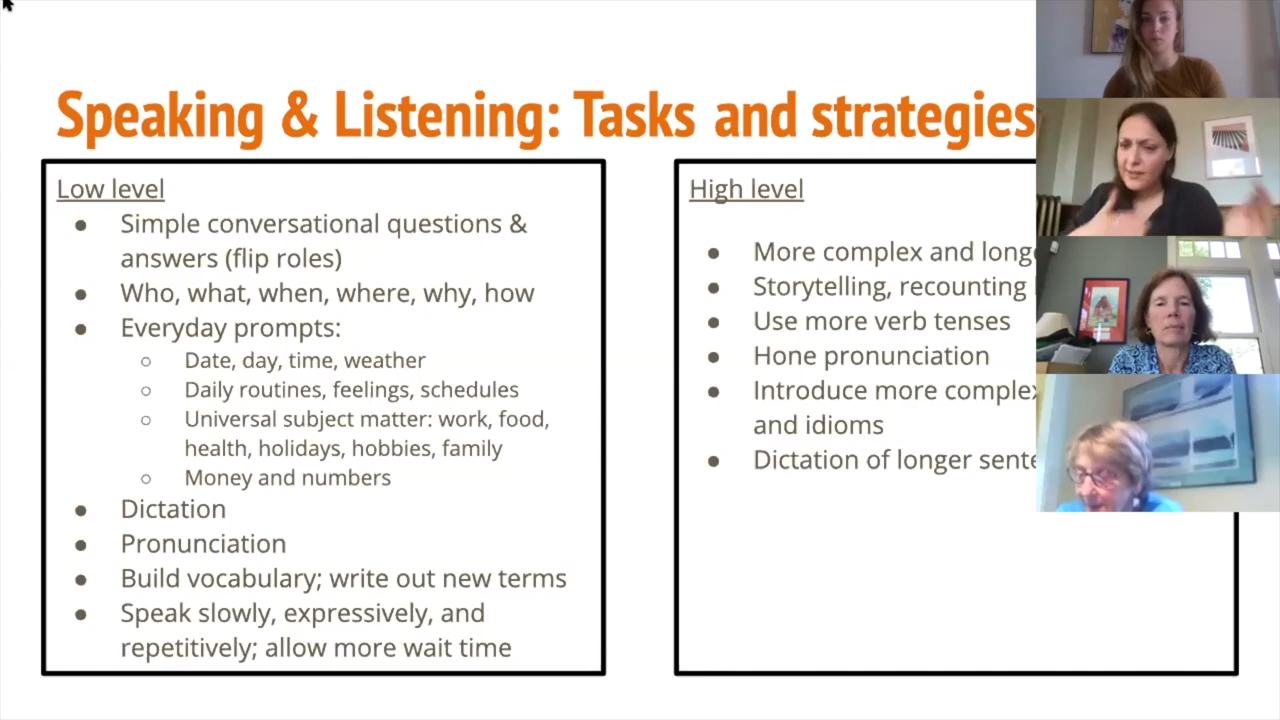 Speaking & Listening: Tasks and strategies
Low level
● Simple conversational questions &
answers (flip roles)
● Who, what, when, where, why, how
● Everyday prompts:
○ Date, day, time, weather
○ Daily routines, feelings, schedules
○ Universal subject matter: work, food,
health, holidays, hobbies, family
○ Money and numbers
● Dictation
● Pronunciation
● Build vocabulary; write out new terms
● Speak slowly, expressively, and
repetitively; allow more wait time
High level
● More complex and
● Storytelling, recounting
● Use more verb tenses
● Hone pronunciation
● Introduce more complex
and idioms
● Dictation of longer